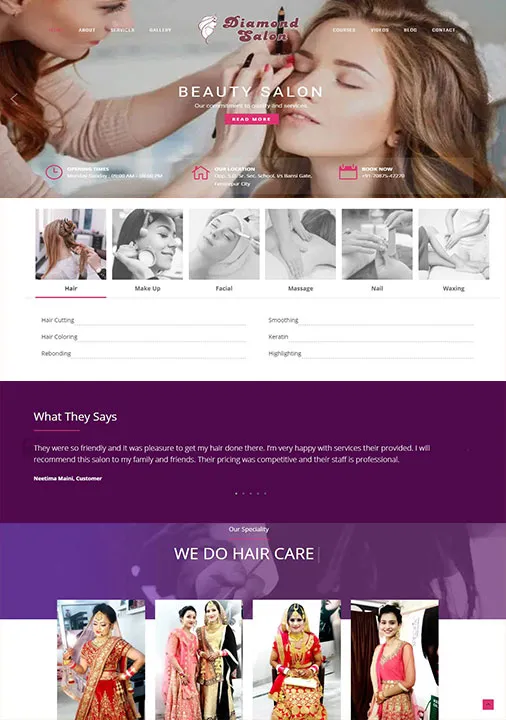 HOME ABOUT SERVICES GALLERY Diamond Salon COURSES VIDEOS BLOG CONTACT
BEAUTY SALON
Our commitment to quality and services
READ MORE
OPENING TIMES
Monday-Sunday : 09:00 AM - 08:00 PM
OUR LOCATION
Opp. S.D. Sr. Sec. School, I/s Bansi Gate,
City
BOOK NOW
+91-70875-47270
Hair Make Up Facial Massage Nail Waxing
Hair Cutting
Smoothing
Hair Coloring
Keratin
Rebonding
Highlighting
What They Says
They were so friendly and it was pleasure to get my hair done there. I'm very happy with services their provided. I will
recommend this salon to my family and friends. Their pricing was competitive and their staff is professional.
Neetima Maini, Customer
Our Speciality
WE DO HAIR CARE